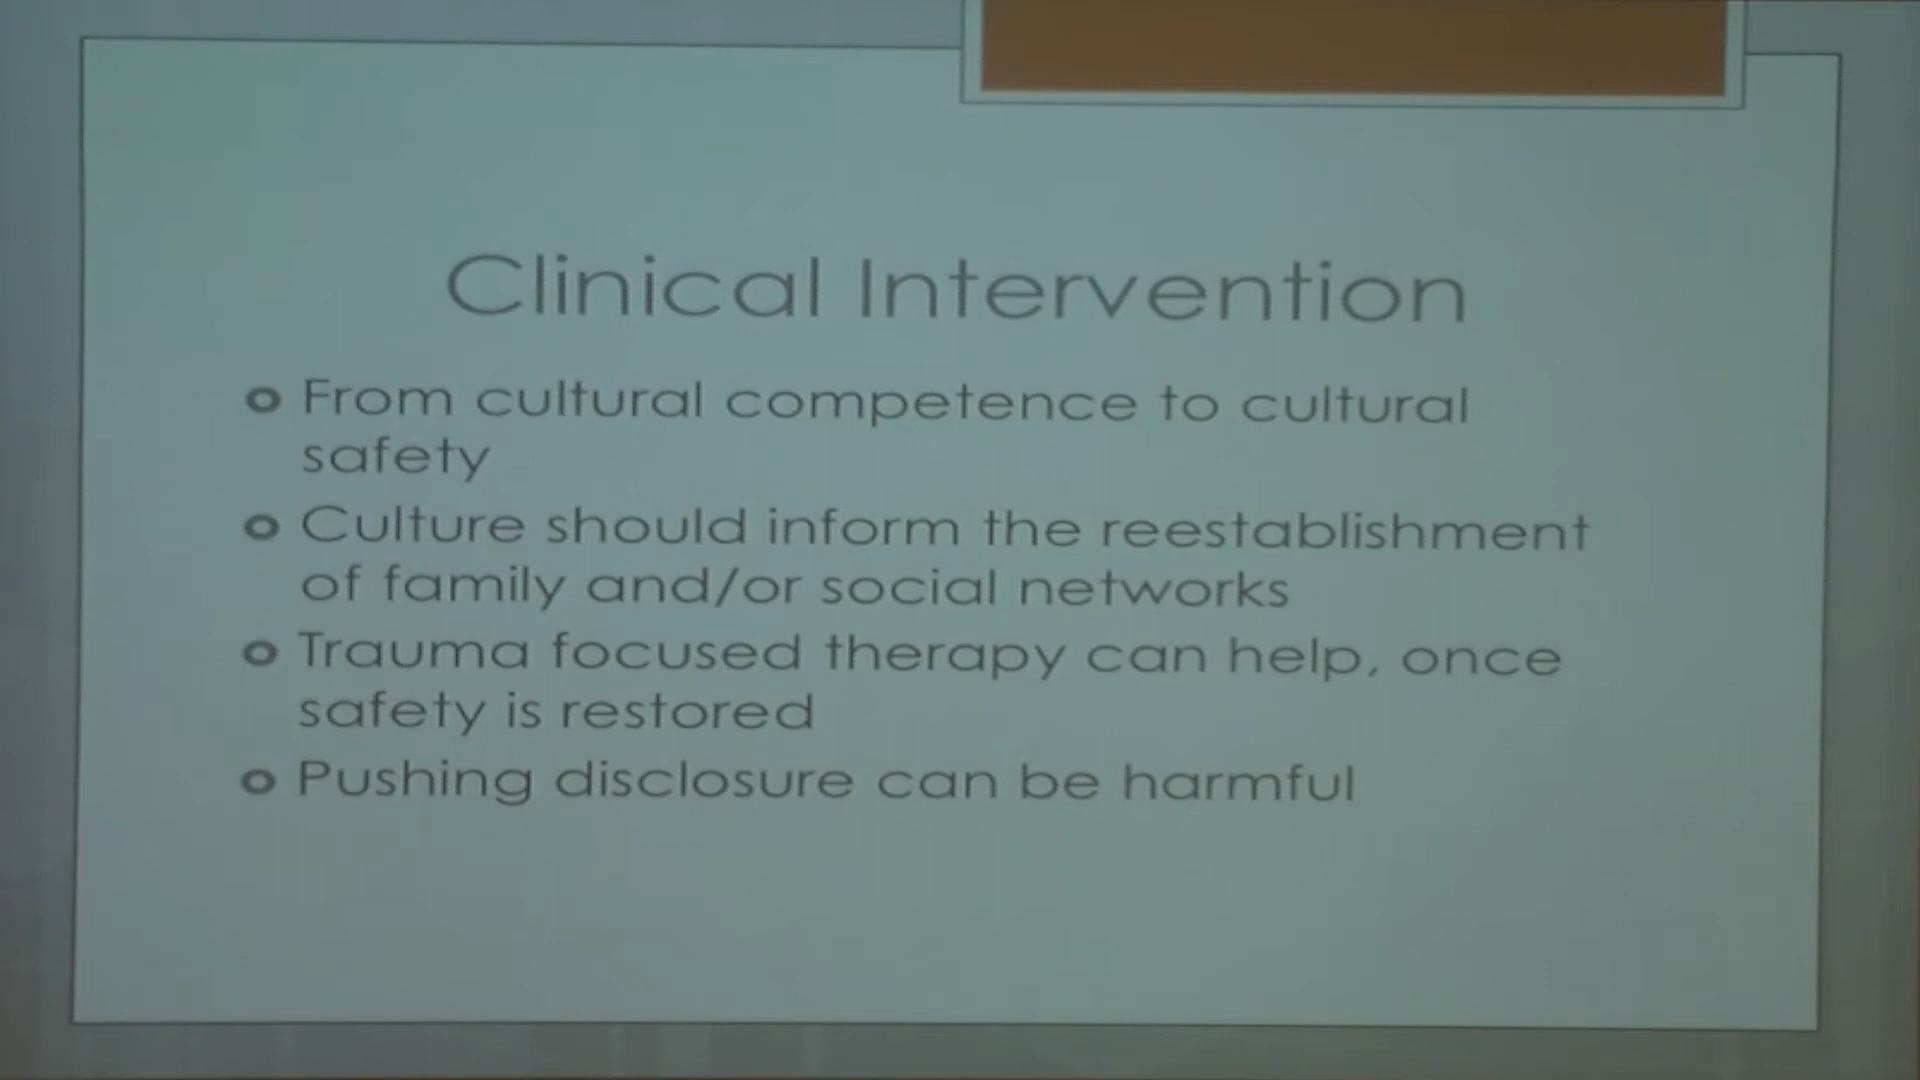 Clinical Intervention
From cultural competence to cultural
safety
Culture should inform the reestablishment
of family and/or social networks
Trauma focused therapy can help, once
safety is restored
Pushing disclosure can be harmful